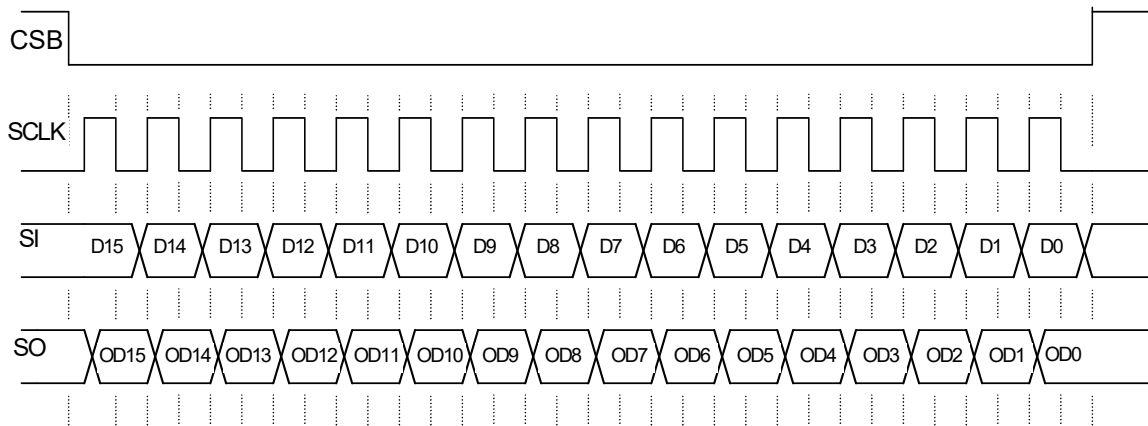 CSB
SCLK
SI D15 D14 D13 D12 D11 D10 D9 D8 D7 D6 D5 D4 D3 D2 D1 D0
SO OD15 OD14 OD13 OD12 OD11 OD10 OD9 OD8 OD7 OD6 OD5 OD4 OD3 OD2 OD1 OD0